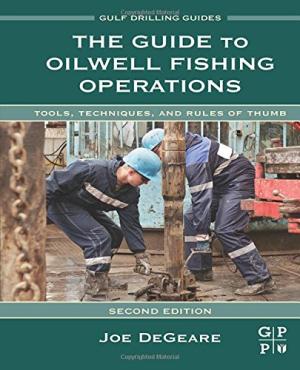 GULF DRILLING GUIDES
THE GUIDE TO
OILWELL FISHING
OPERATIONS
TOOLS, TECHNIQUES, AND RULES OF THUMB
SECOND EDITION
JOE DEGEARE
G P
P P